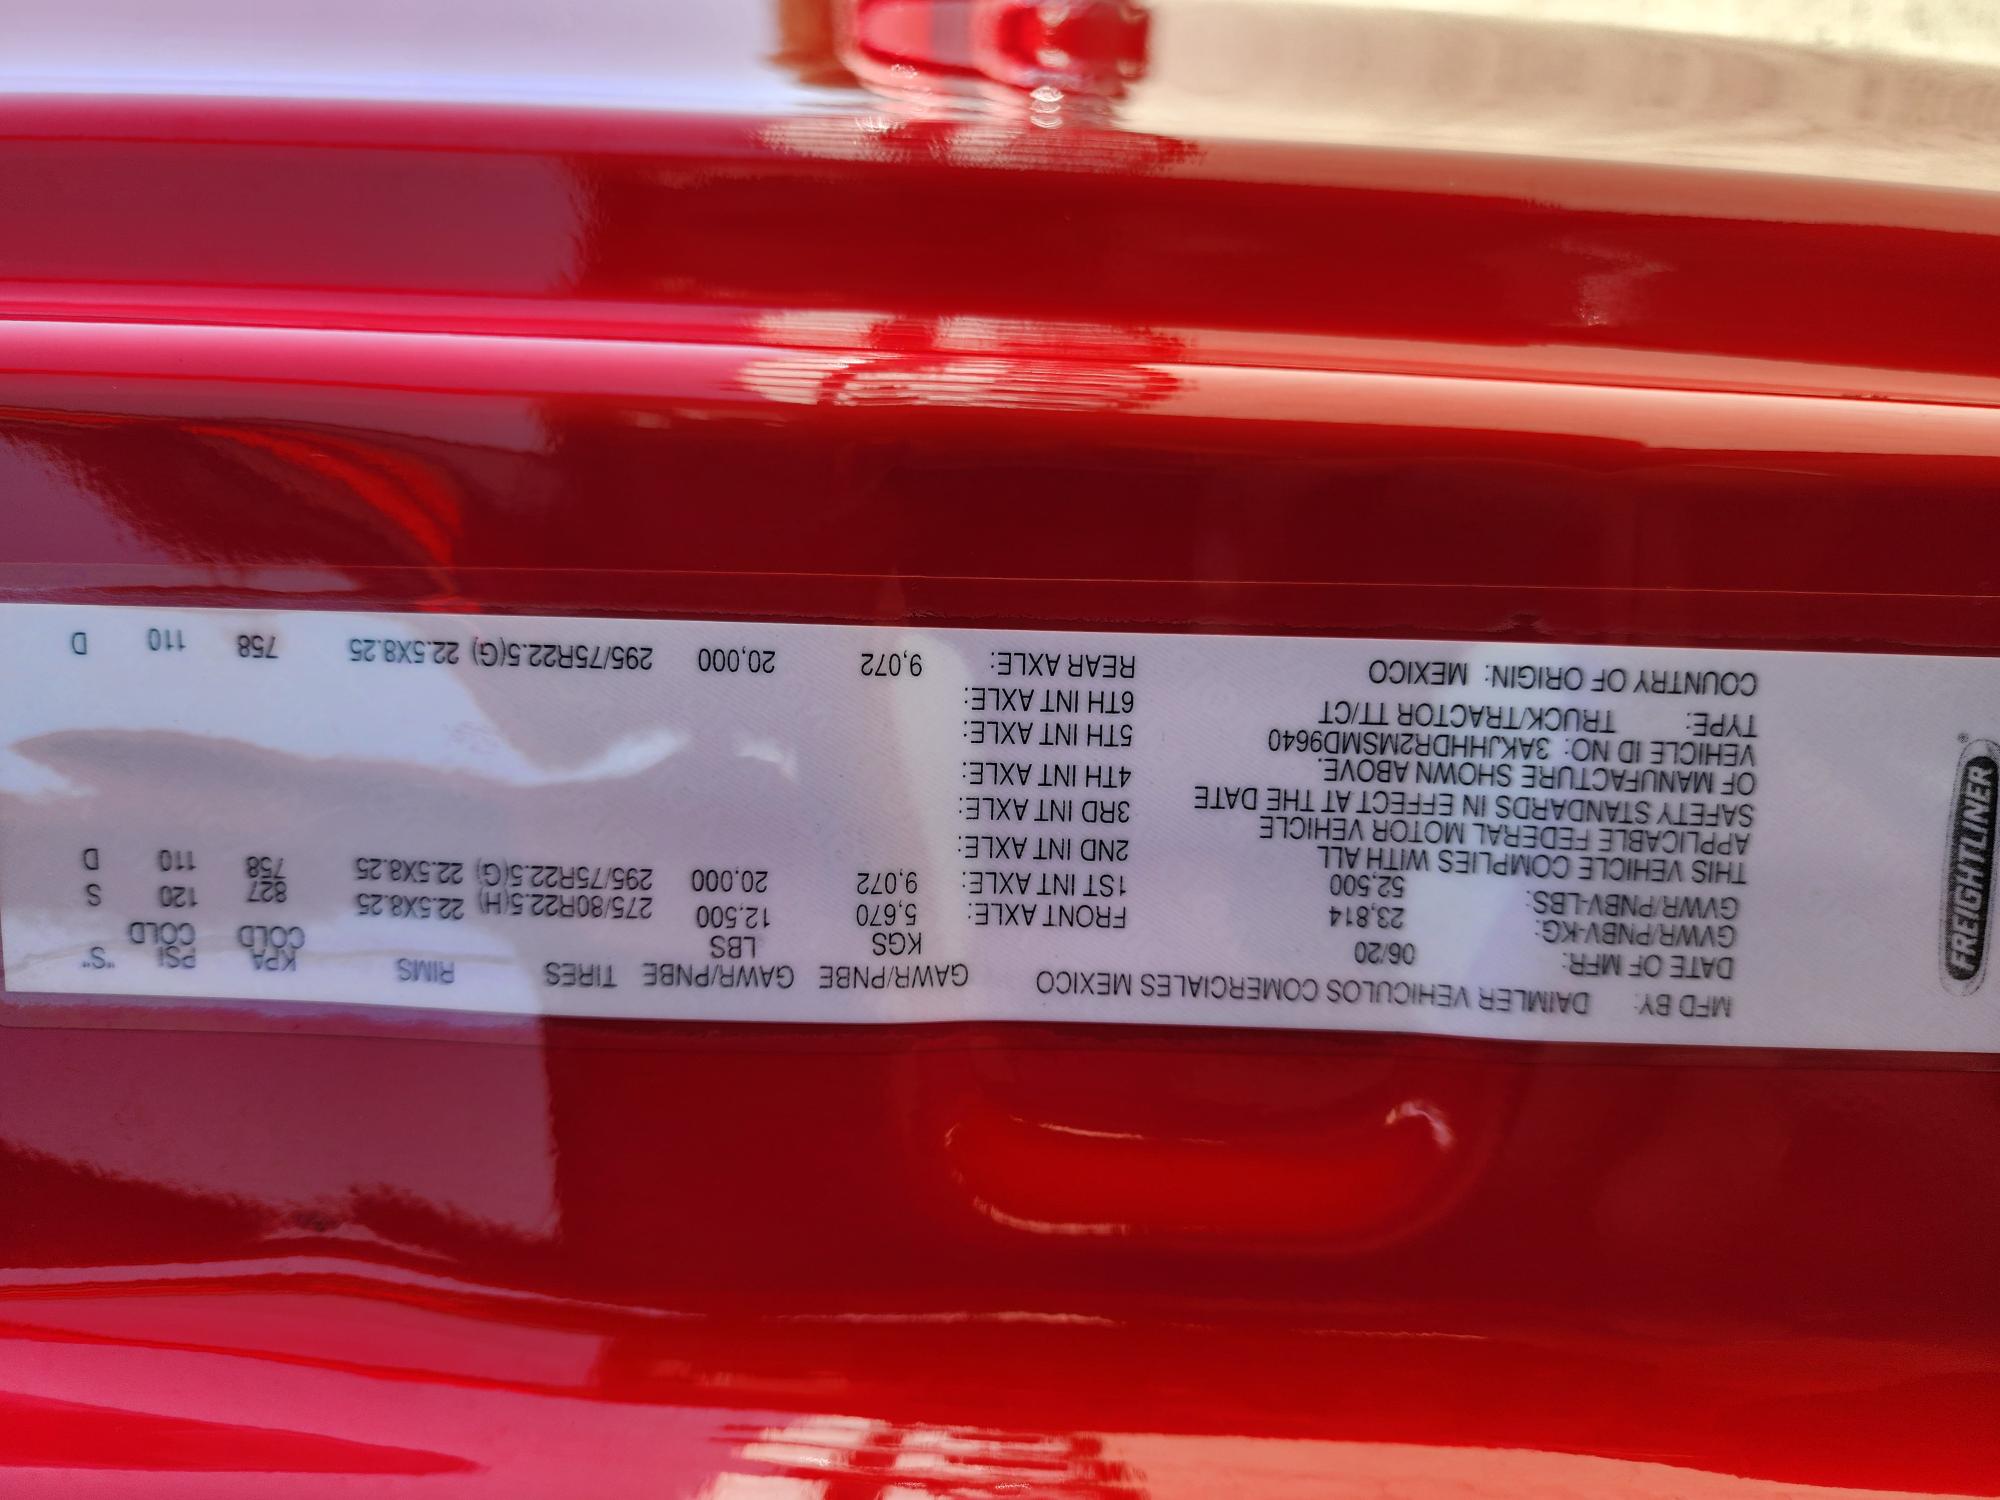 FREIGHTLINER®
MFD BY: DAIMLER VEHICULOS COMERCIALES MEXICO
DATE OF MFR: 06/20
GVWR/PNBV-KG: 23,814
GVWR/PNBV-LBS: 52,500
THIS VEHICLE COMPLIES WITH ALL
APPLICABLE FEDERAL MOTOR VEHICLE
SAFETY STANDARDS IN EFFECT AT THE DATE
OF MANUFACTURE SHOWN ABOVE.
VEHICLE ID NO: 3AKJHHDR2MSMD9640
TYPE: TRUCK/TRACTOR TT/CT
COUNTRY OF ORIGIN: MEXICO
GAWR/PNBE GAWR/PNBE TIRES RIMS KPA PSI "S"
KGS LBS COLD COLD
FRONT AXLE: 5,670 12,500 275/80R22.5(H) 22.5X8.25 827 120 S
1ST INT AXLE: 9,072 20,000 295/75R22.5(G) 22.5X8.25 758 110 D
2ND INT AXLE:
3RD INT AXLE:
4TH INT AXLE:
5TH INT AXLE:
6TH INT AXLE:
REAR AXLE: 9,072 20,000 295/75R22.5(G) 22.5X8.25 758 110 D